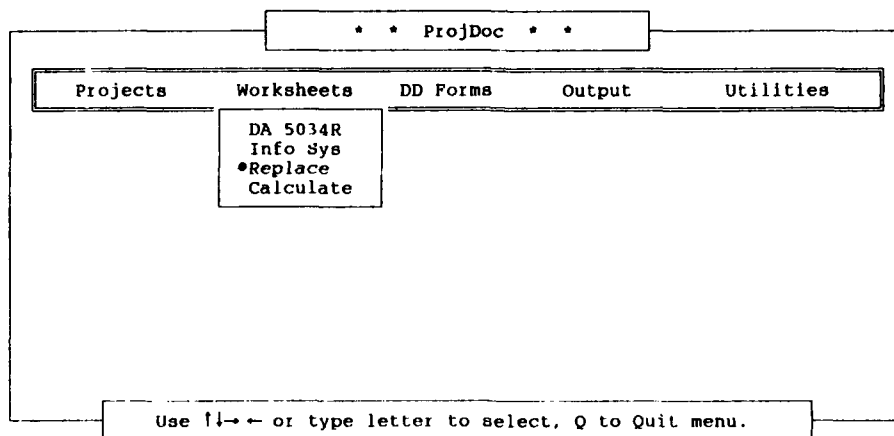 * * ProjDoc * *
Projects Worksheets DD Forms Output Utilities
DA 5034R
Info Sys
•Replace
Calculate
Use ↑↓→ ← or type letter to select, Q to Quit menu.